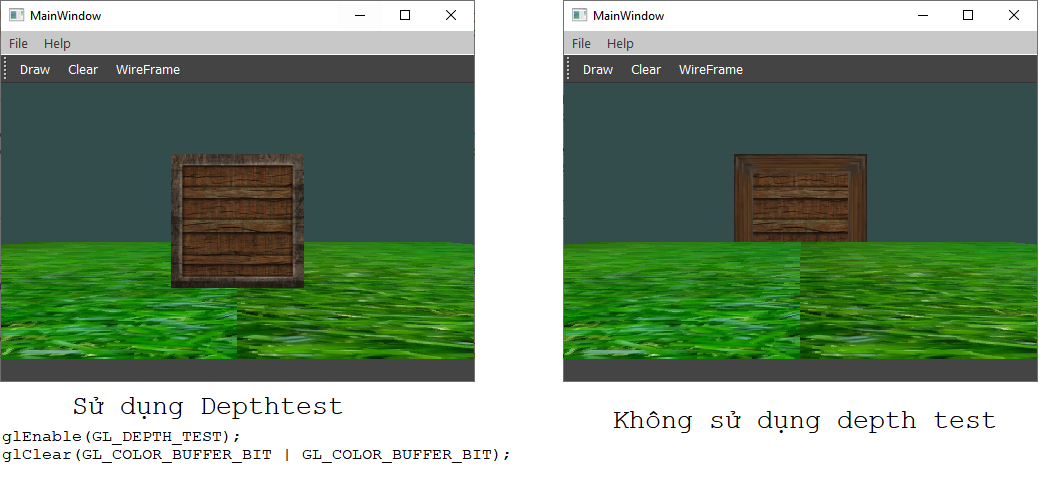 MainWindow
File Help
Draw Clear WireFrame
Sử dụng Depthtest
glEnable(GL_DEPTH_TEST);
glClear(GL_COLOR_BUFFER_BIT | GL_COLOR_BUFFER_BIT);
MainWindow
File Help
Draw Clear WireFrame
Không sử dụng depth test